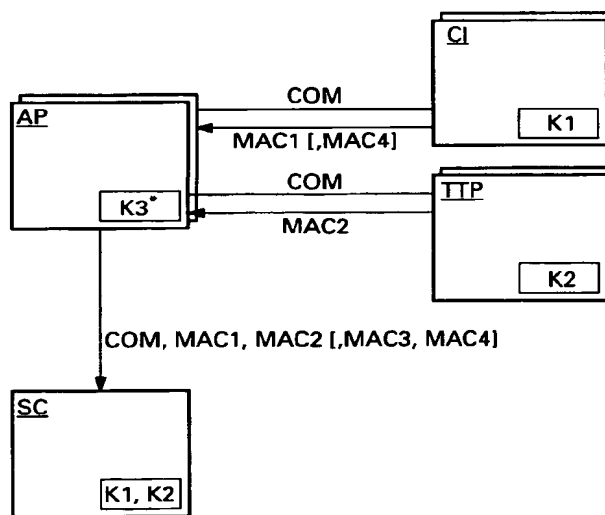 CI
K1
COM
MAC1 [,MAC4]
AP
K3*
COM
MAC2
TTP
K2
COM, MAC1, MAC2 [,MAC3, MAC4]
SC
K1, K2